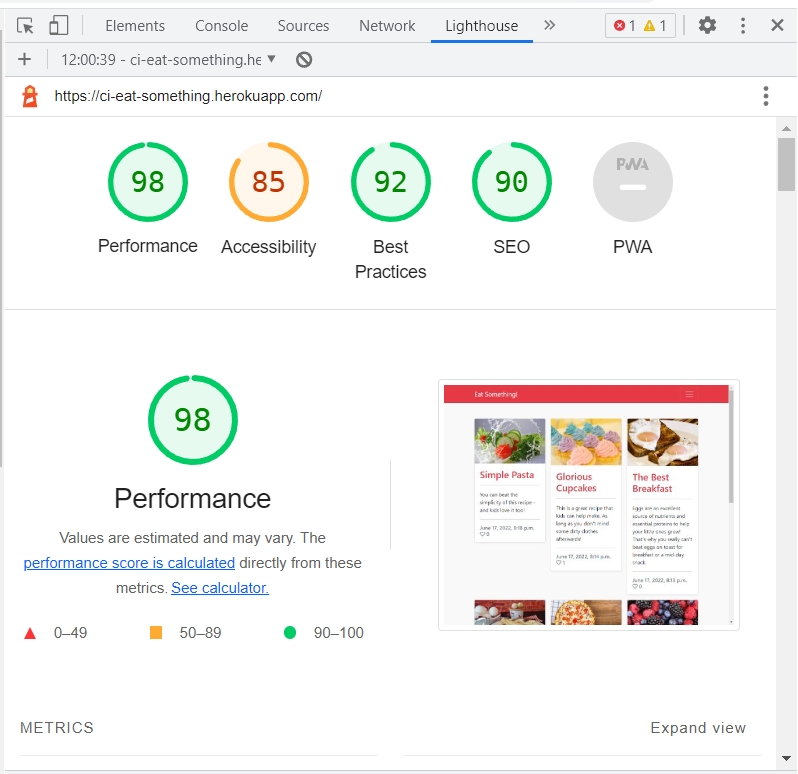 Elements Console Sources Network Lighthouse 1 1
12:00:39 - ci-eat-something.he
https://ci-eat-something.herokuapp.com/
98 85 92 90 PWA
Performance Accessibility Best Practices SEO PWA
98
Performance
Values are estimated and may vary. The
performance score is calculated directly from these
metrics. See calculator.
0–49 50–89 90–100
Eat Something!
Simple Pasta
You can beat the
simplicity of this recipe -
and kids love it too!
June 17, 2022, 8:18 p.m.
0
Glorious
Cupcakes
This is a great recipe that
kids can help make. As
long as you don't mind
some dirty clothes
afterwards!
June 17, 2022, 8:14 p.m.
1
The Best
Breakfast
Eggs are an excellent
source of nutrients and
essential proteins to help
your little ones grow!
That's why you really can't
beat eggs on toast for
breakfast or a mid-day
snack
June 17, 2022, 8:13 p.m.
0
METRICS Expand view